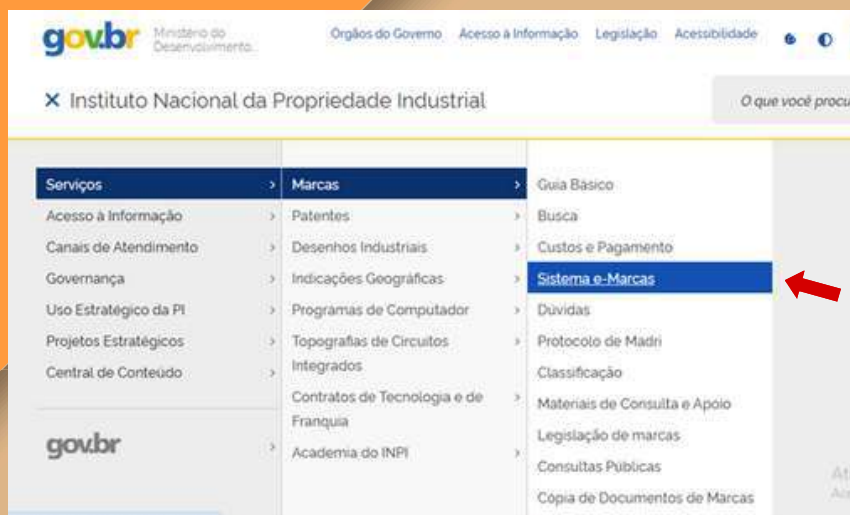 gov.br
Ministério do
Desenvolvimento...
Órgãos do Governo Acesso à Informação Legislação Acessibilidade
Instituto Nacional da Propriedade Industrial
O que você procu
Serviços
Acesso à Informação
Canais de Atendimento
Governança
Uso Estratégico da PI
Projetos Estratégicos
Central de Conteúdo
gov.br
Marcas
Patentes
Desenhos Industriais
Indicações Geográficas
Programas de Computador
Topografias de Circuitos
Integrados
Contratos de Tecnologia e de
Franquia
Academia do INPI
Guia Básico
Busca
Custos e Pagamento
Sistema e-Marcas
Dúvidas
Protocolo de Madri
Classificação
Materiais de Consulta e Apoio
Legislação de marcas
Consultas Públicas
Cópia de Documentos de Marcas